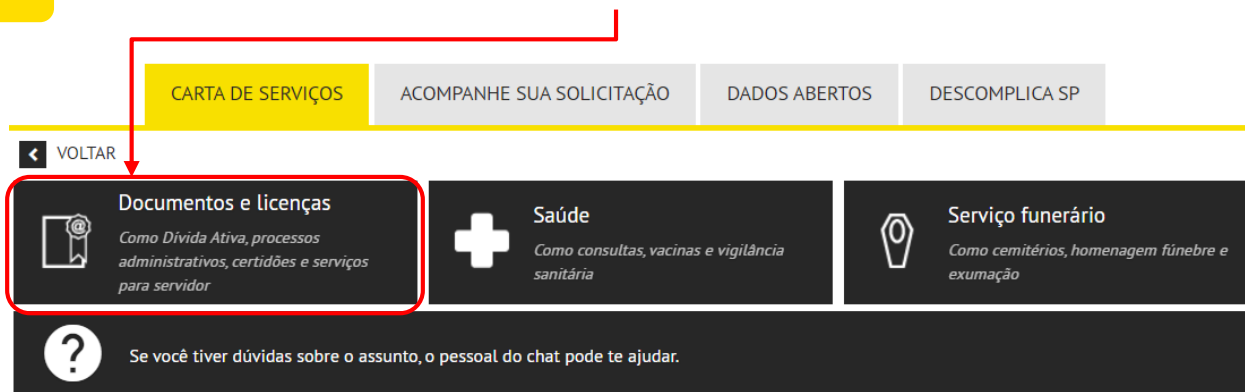 CARTA DE SERVIÇOS
ACOMPANHE SUA SOLICITAÇÃO
DADOS ABERTOS
DESCOMPLICA SP
VOLTAR
Documentos e licenças
Como Dívida Ativa, processos
administrativos, certidões e serviços
para servidor
Saúde
Como consultas, vacinas e vigilância
sanitária
Serviço funerário
Como cemitérios, homenagem fúnebre e
exumação
Se você tiver dúvidas sobre o assunto, o pessoal do chat pode te ajudar.